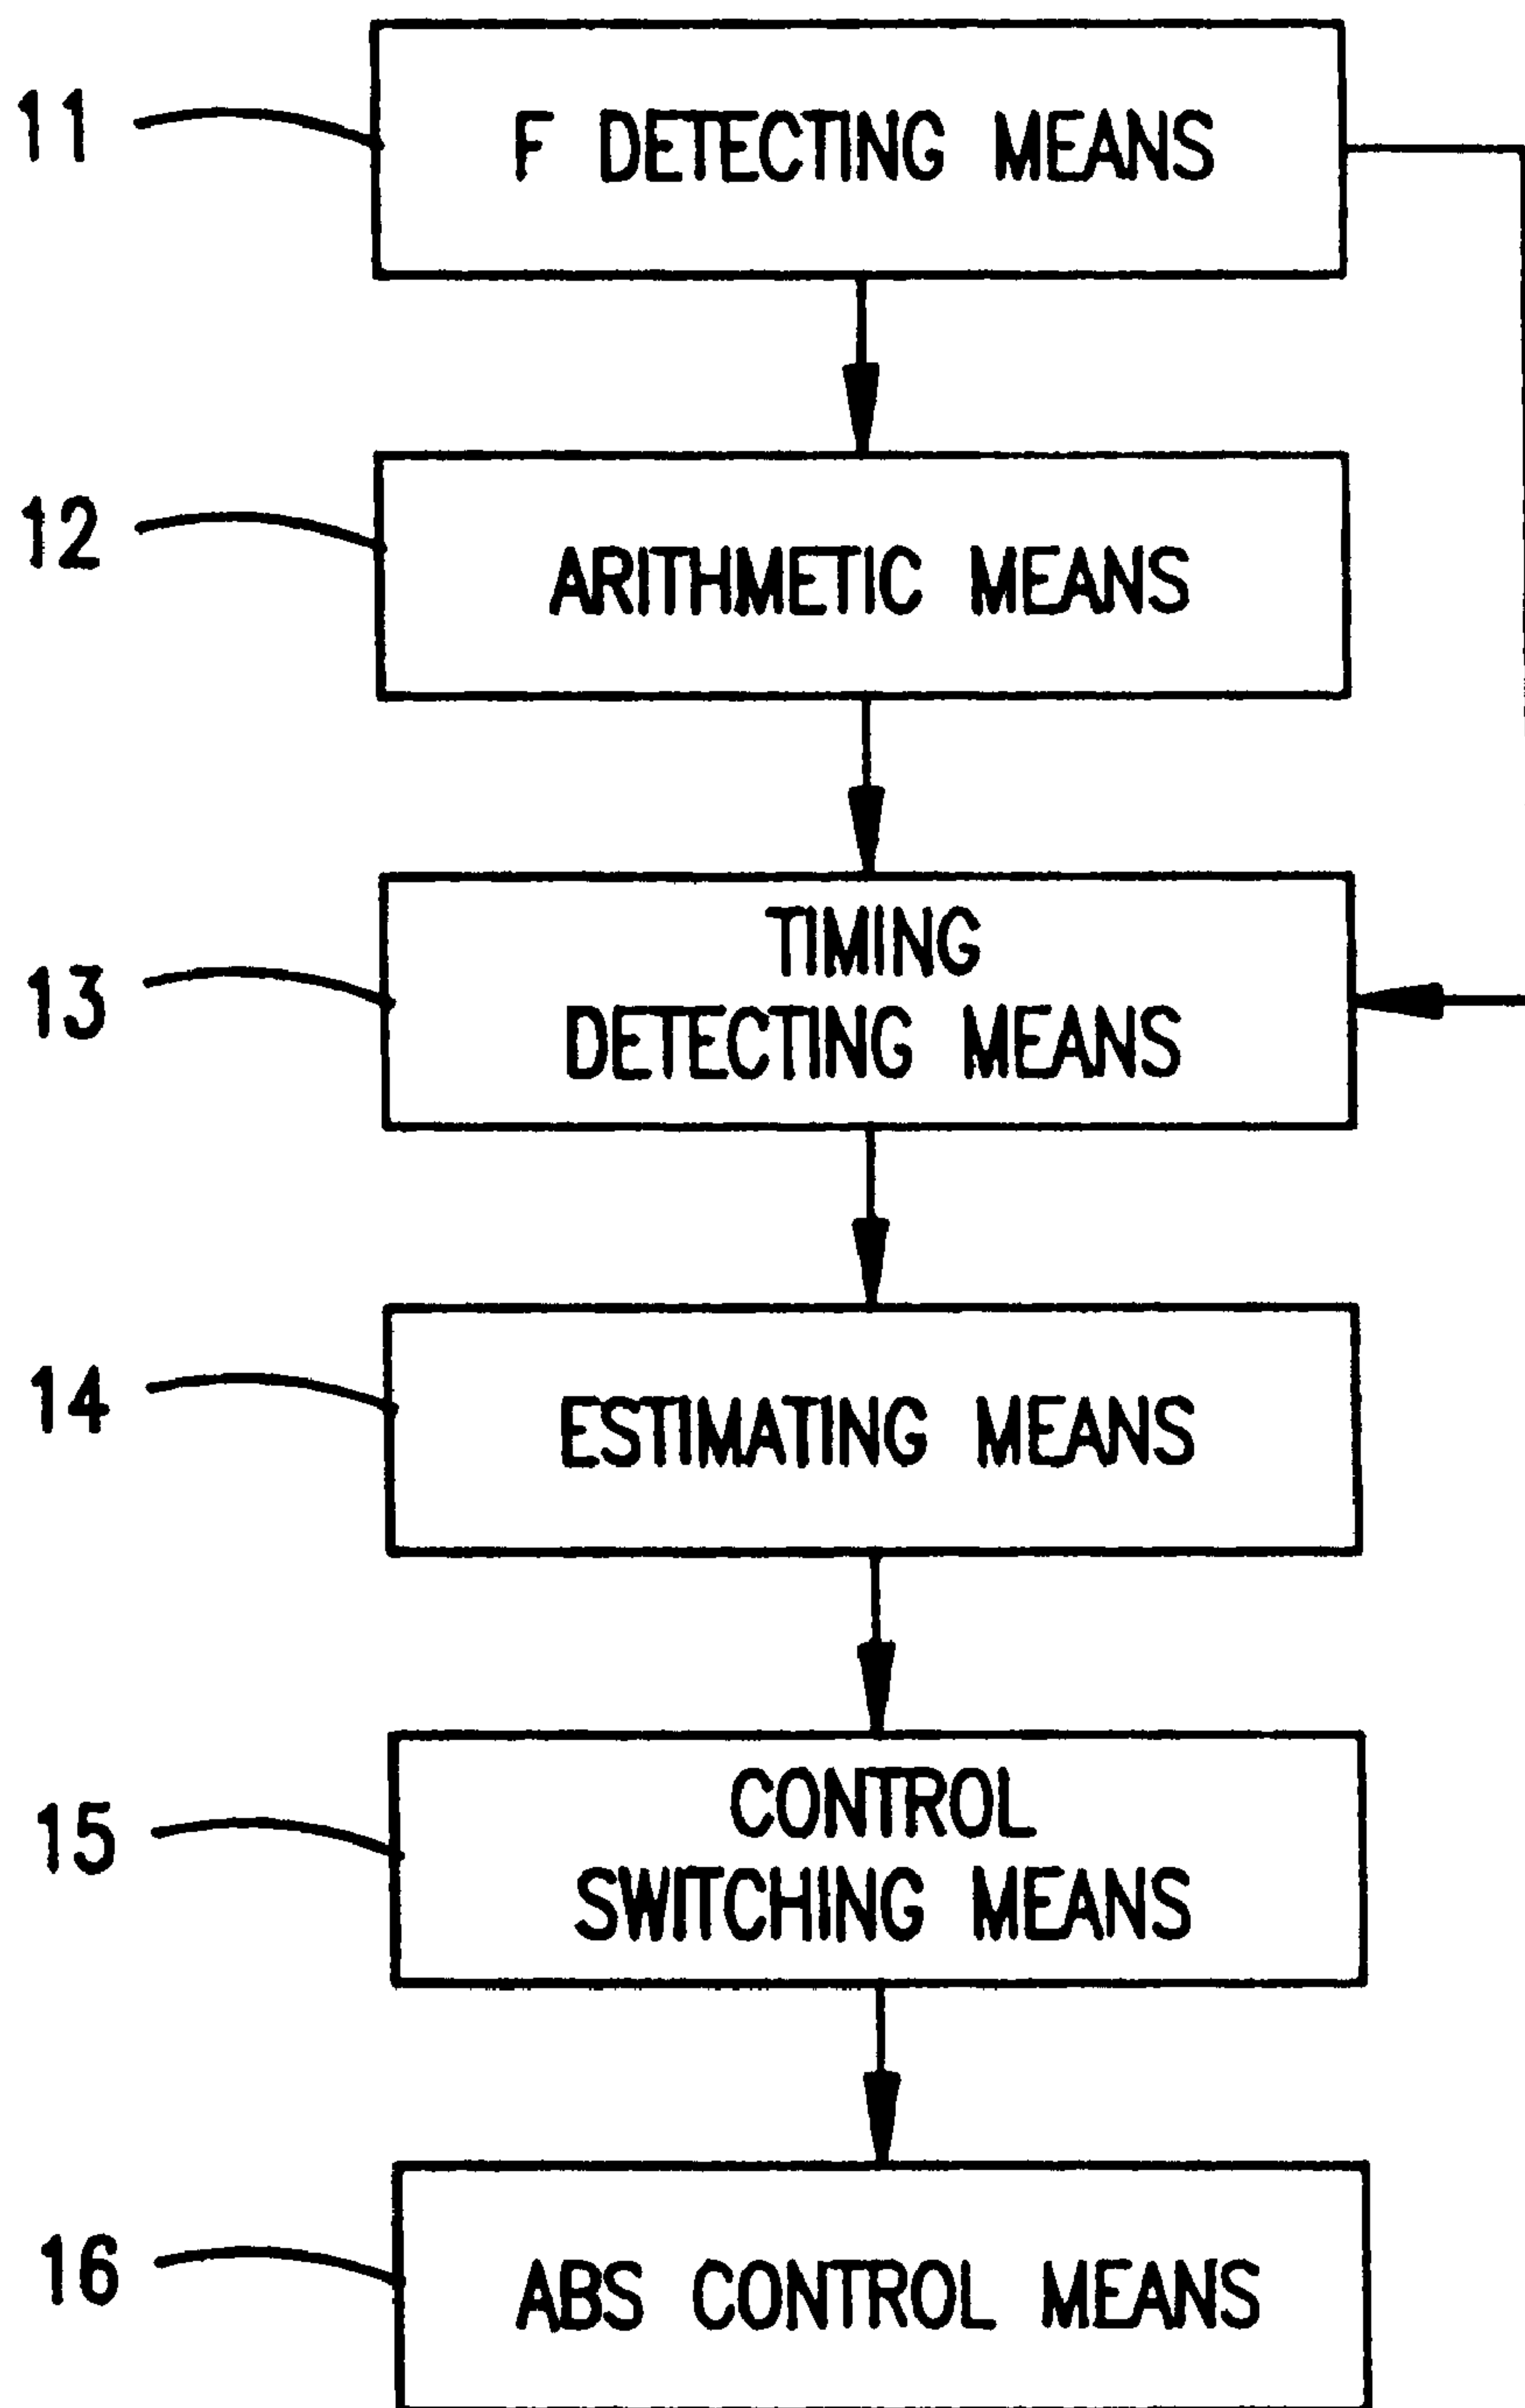 11
F DETECTING MEANS
12
ARITHMETIC MEANS
13
TIMING
DETECTING MEANS
14
ESTIMATING MEANS
15
CONTROL
SWITCHING MEANS
16
ABS CONTROL MEANS